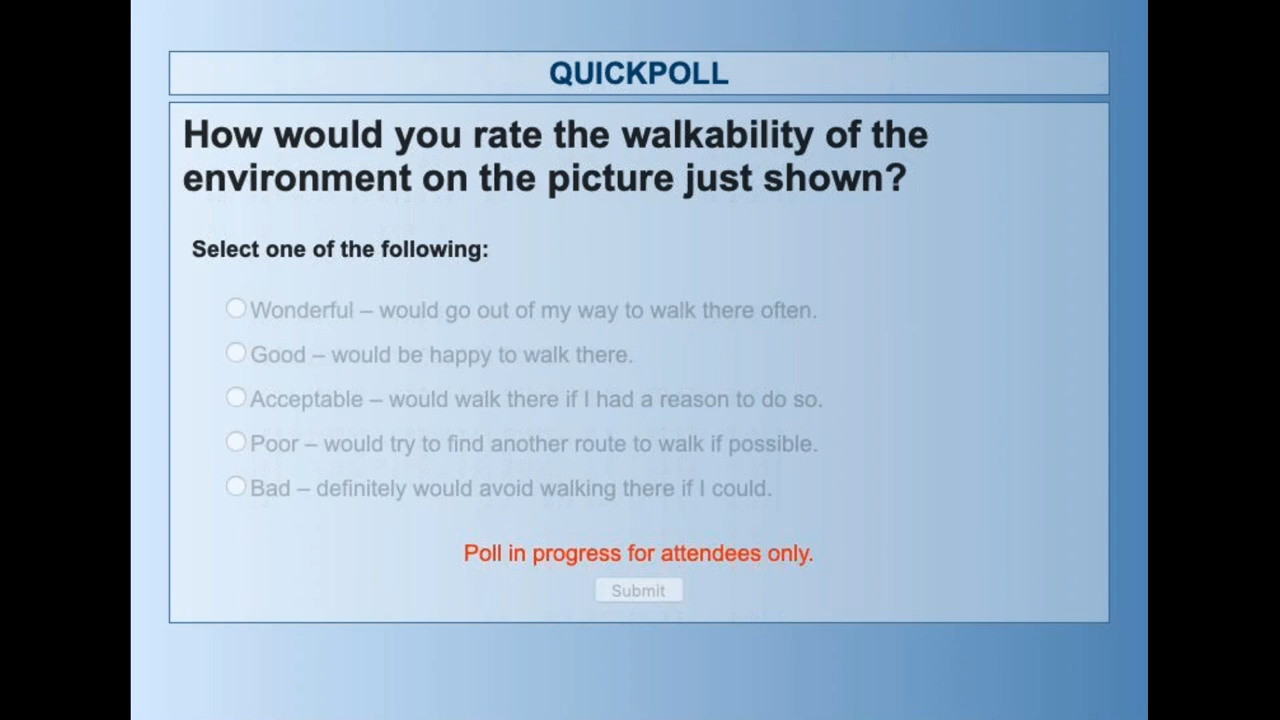 QUICKPOLL
How would you rate the walkability of the
environment on the picture just shown?
Select one of the following:
Wonderful – would go out of my way to walk there often.
Good – would be happy to walk there.
Acceptable – would walk there if I had a reason to do so.
Poor – would try to find another route to walk if possible.
Bad – definitely would avoid walking there if I could.
Poll in progress for attendees only.
Submit